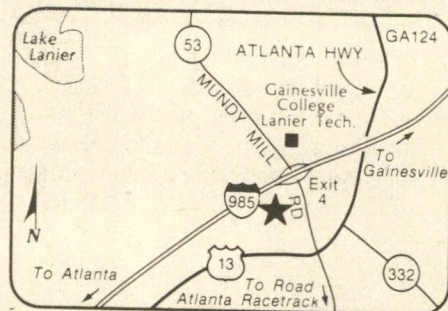 Lake
Lanier
53
ATLANTA HWY.
GA124
MUNDY MILL RD
Gainesville
College
Lanier Tech.
To
Gainesville
Exit
4
985
N
13
To Atlanta
To Road
Atlanta Racetrack
332